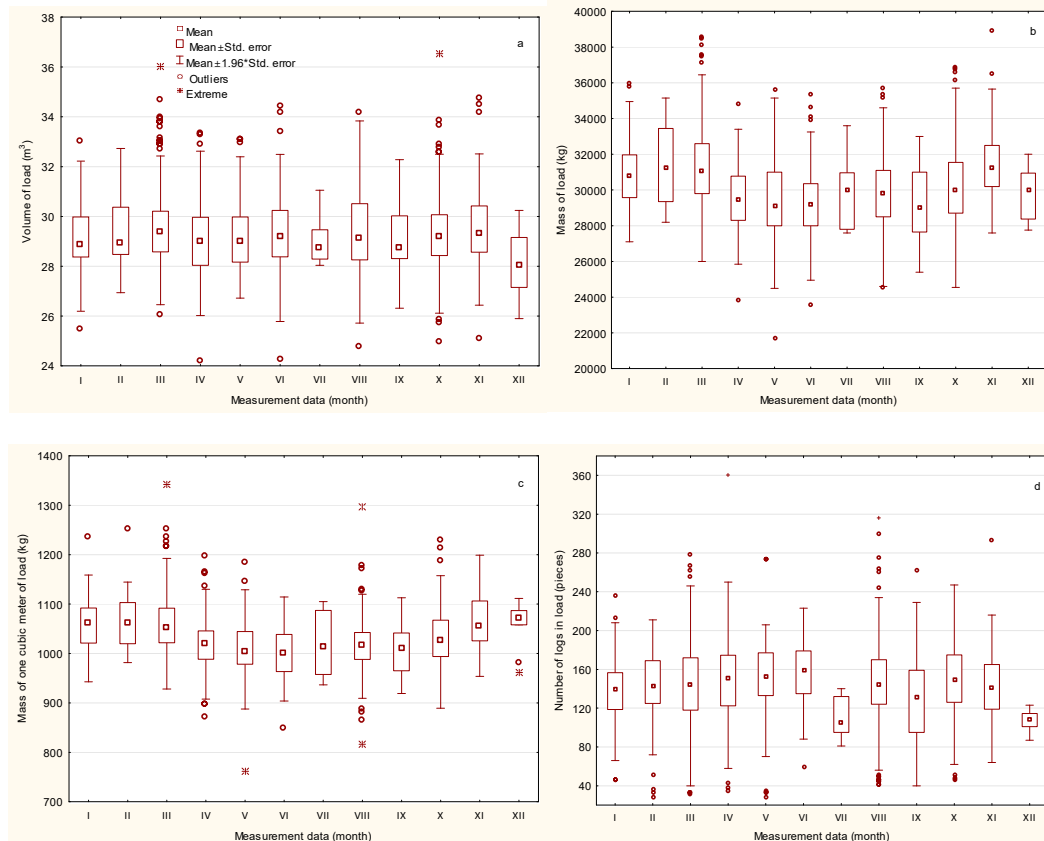 a
Mean
Mean±Std. error
Mean±1.96*Std. error
Outliers
Extreme
Volume of load (m³)
38
36
34
32
30
28
26
24
I II III IV V VI VII VIII IX X XI XII
Measurement data (month)
b
Mass of load (kg)
40000
38000
36000
34000
32000
30000
28000
26000
24000
22000
20000
I II III IV V VI VII VIII IX X XI XII
Measurement data (month)
c
Mass of one cubic meter of load (kg)
1400
1300
1200
1100
1000
900
800
700
I II III IV V VI VII VIII IX X XI XII
Measurement data (month)
d
Number of logs in load (pieces)
360
320
280
240
200
160
120
80
40
I II III IV V VI VII VIII IX X XI XII
Measurement data (month)